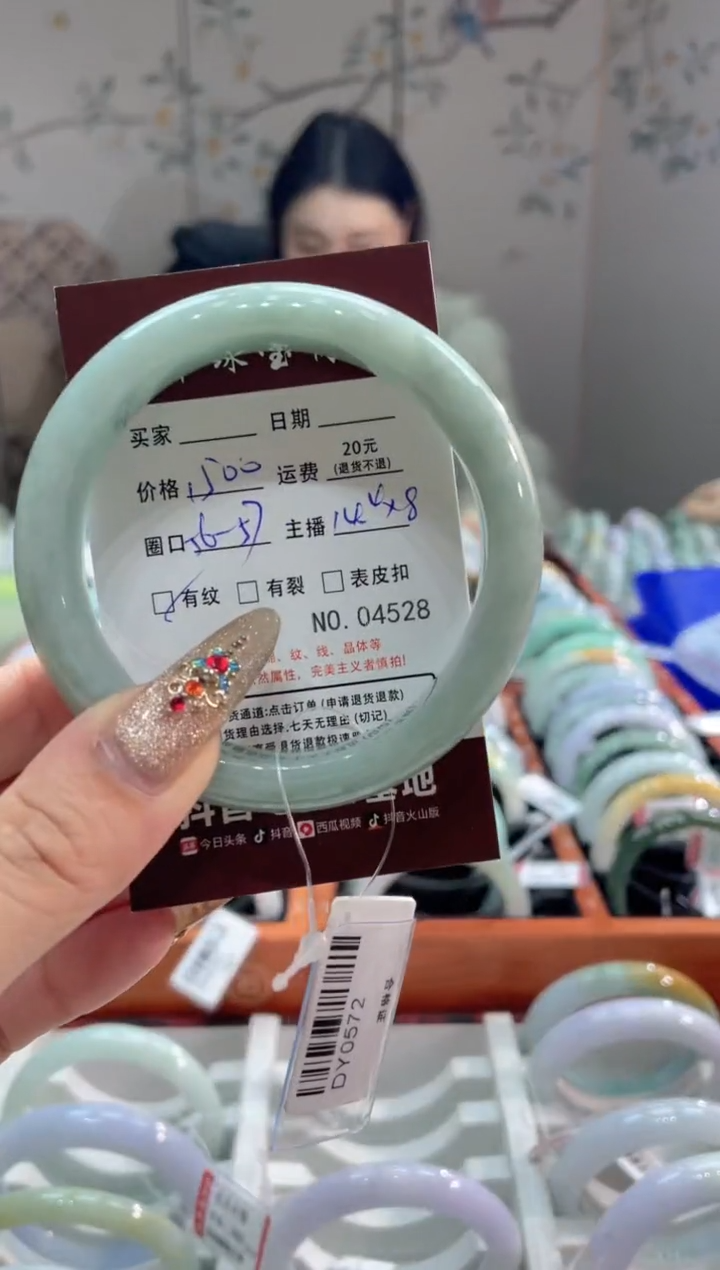 买家 日期
价格 1500 运费 20元
(退货不退)
圈口 56-57 主播
有纹 有裂 表皮扣
NO.04528
、纹、线、晶体等
然属性，完美主义者慎拍!
货通道:点击订单 (申请退货退款)
货理由选择:七天无理由 (切记)
今日头条 抖音 西瓜视频 抖音火山版
合格证
DY0572